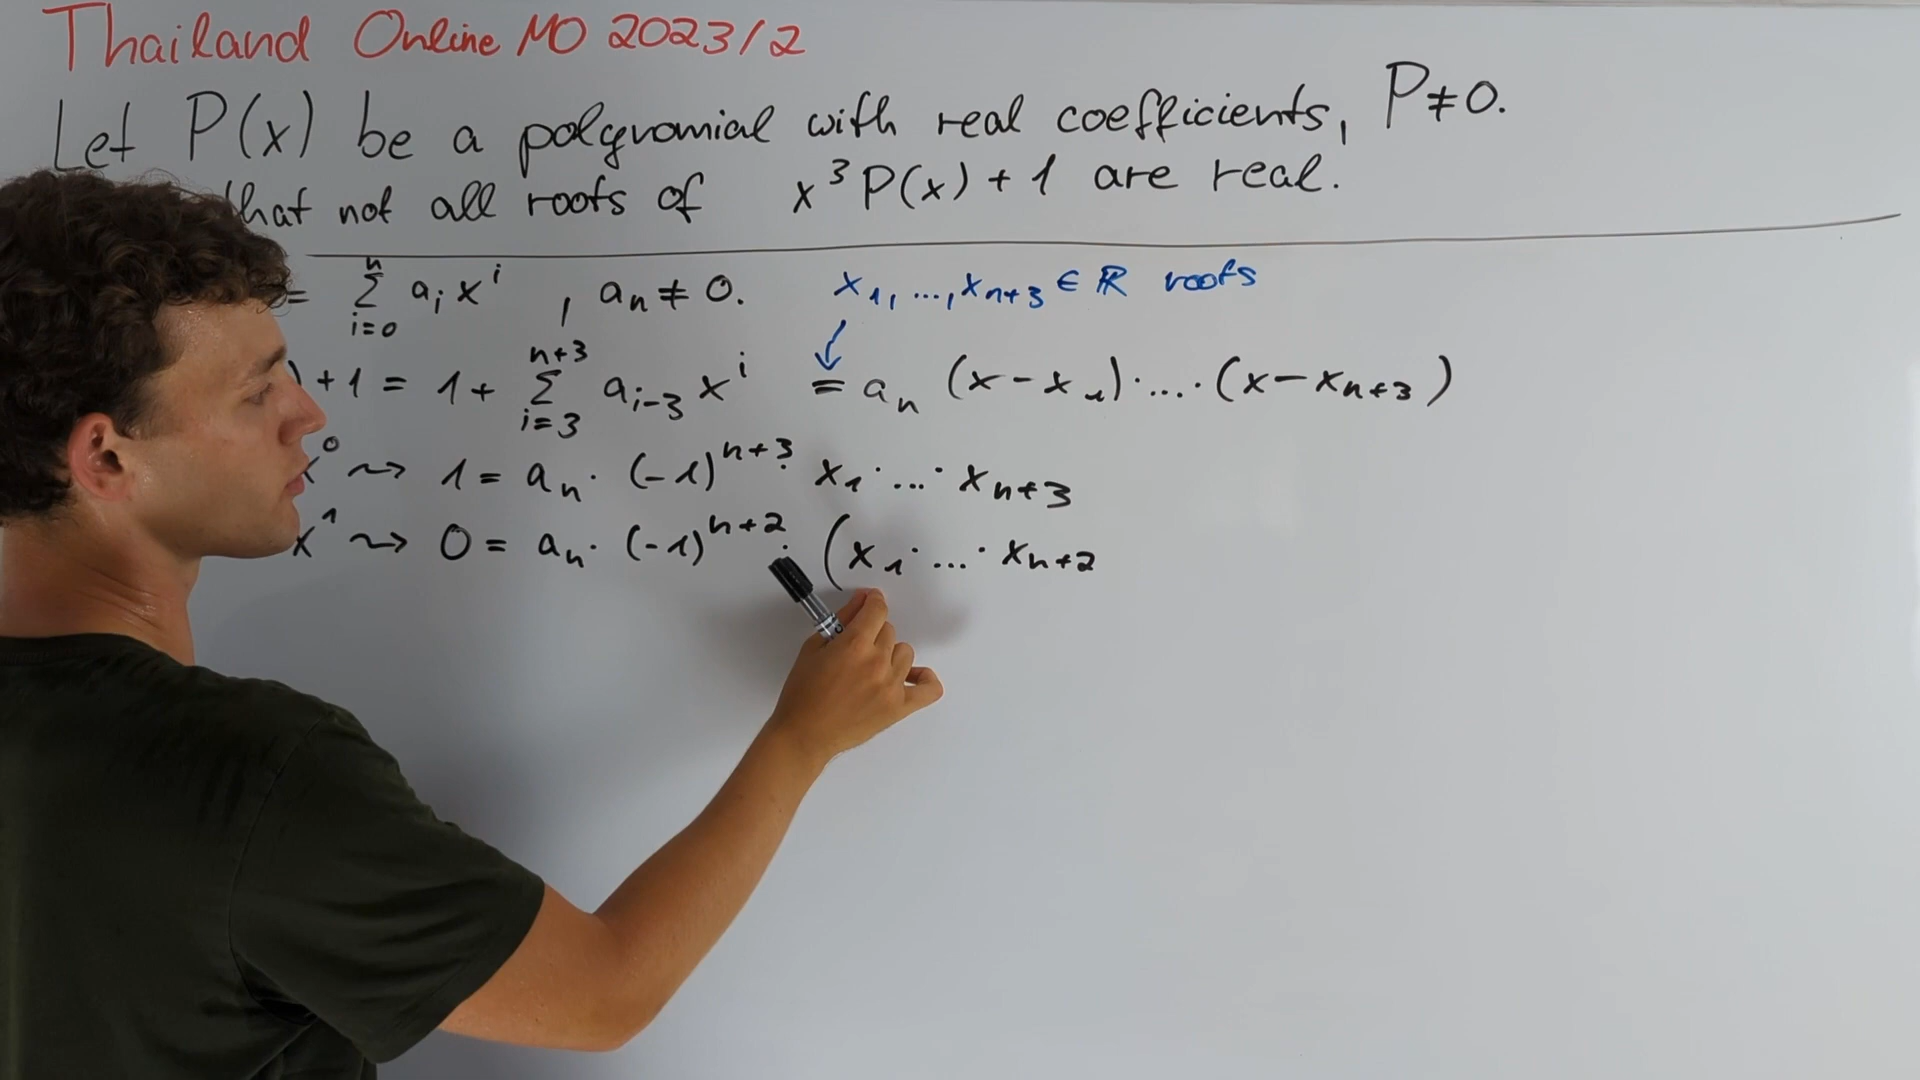 Thailand Online MO 2023/2
Let P(x) be a polynomial with real coefficients, P≠0.
that not all roots of x³P(x)+1 are real.
= ∑_{i=0}^{n} a_i x^i , a_n ≠ 0. x_1, ..., x_{n+3} ∈ ℝ roots
) + 1 = 1 + ∑_{i=3}^{n+3} a_{i-3} x^i = a_n (x-x_1)·...·(x-x_{n+3})
x^0 ⇝ 1 = a_n · (-1)^{n+3} · x_1 · ... · x_{n+3}
x^1 ⇝ 0 = a_n · (-1)^{n+2} · (x_1 · ... · x_{n+2}